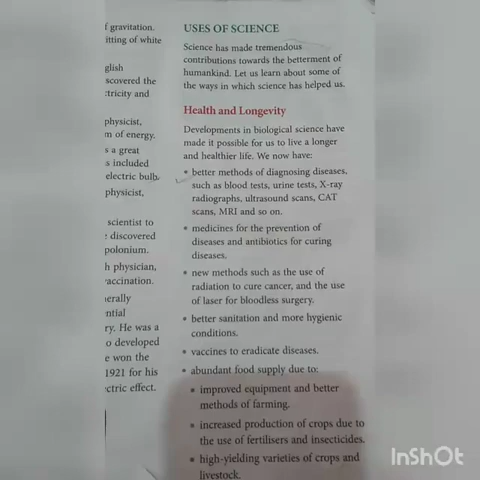 f gravitation.
itting of white
glish
scovered the
tricity and
physicist,
m of energy.
s a great
s included
electric bulb.
physicist,
scientist to
discovered
polonium.
h physician,
accination.
nerally
ntial
ry. He was a
o developed
e won the
1921 for his
ctric effect.
USES OF SCIENCE
Science has made tremendous
contributions towards the betterment of
humankind. Let us learn about some of
the ways in which science has helped us.
Health and Longevity
Developments in biological science have
made it possible for us to live a longer
and healthier life. We now have:
• better methods of diagnosing diseases,
such as blood tests, urine tests, X-ray
radiographs, ultrasound scans, CAT
scans, MRI and so on.
• medicines for the prevention of
diseases and antibiotics for curing
diseases.
• new methods such as the use of
radiation to cure cancer, and the use
of laser for bloodless surgery.
• better sanitation and more hygienic
conditions.
• vaccines to eradicate diseases.
• abundant food supply due to:
• improved equipment and better
methods of farming.
• increased production of crops due to
the use of fertilisers and insecticides.
• high-yielding varieties of crops and
livestock.
InShOt